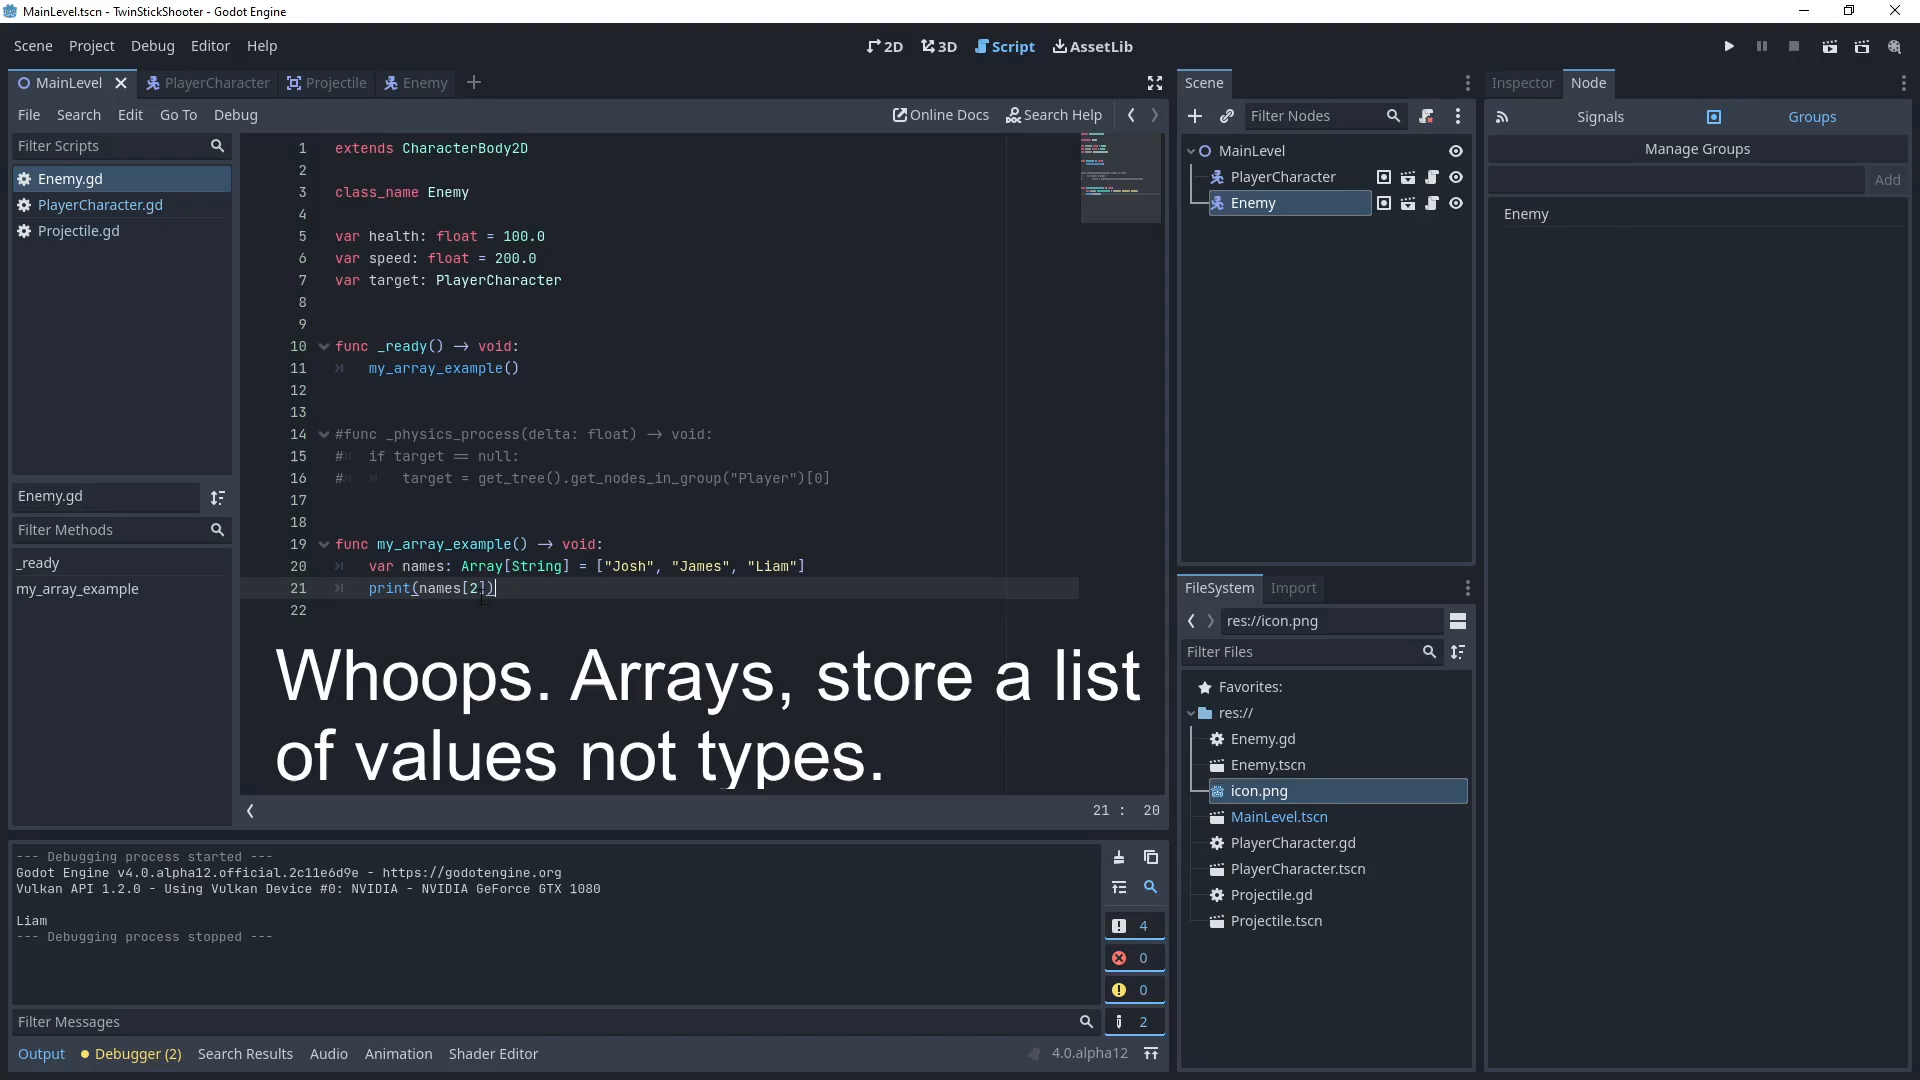 MainLevel.tscn - TwinStickShooter - Godot Engine
Scene Project Debug Editor Help
2D 3D Script AssetLib
MainLevel PlayerCharacter Projectile Enemy
File Search Edit Go To Debug
Online Docs Search Help
Filter Scripts
Enemy.gd
PlayerCharacter.gd
Projectile.gd
Enemy.gd
Filter Methods
_ready
my_array_example
1 extends CharacterBody2D
2
3 class_name Enemy
4
5 var health: float = 100.0
6 var speed: float = 200.0
7 var target: PlayerCharacter
8
9
10 func _ready() -> void:
11 my_array_example()
12
13
14 #func _physics_process(delta: float) -> void:
15 # if target == null:
16 # target = get_tree().get_nodes_in_group("Player")[0]
17
18
19 func my_array_example() -> void:
20 var names: Array[String] = ["Josh", "James", "Liam"]
21 print(names[2])
22
Whoops. Arrays, store a list
of values not types.
21 : 20
--- Debugging process started ---
Godot Engine v4.0.alpha12.official.2c11e6d9e - https://godotengine.org
Vulkan API 1.2.0 - Using Vulkan Device #0: NVIDIA - NVIDIA GeForce GTX 1080
Liam
--- Debugging process stopped ---
4
0
0
2
Filter Messages
Output Debugger (2) Search Results Audio Animation Shader Editor
4.0.alpha12
Scene
Filter Nodes
MainLevel
PlayerCharacter
Enemy
FileSystem Import
res://icon.png
Filter Files
Favorites:
res://
Enemy.gd
Enemy.tscn
icon.png
MainLevel.tscn
PlayerCharacter.gd
PlayerCharacter.tscn
Projectile.gd
Projectile.tscn
Inspector Node
Signals Groups
Manage Groups
Add
Enemy